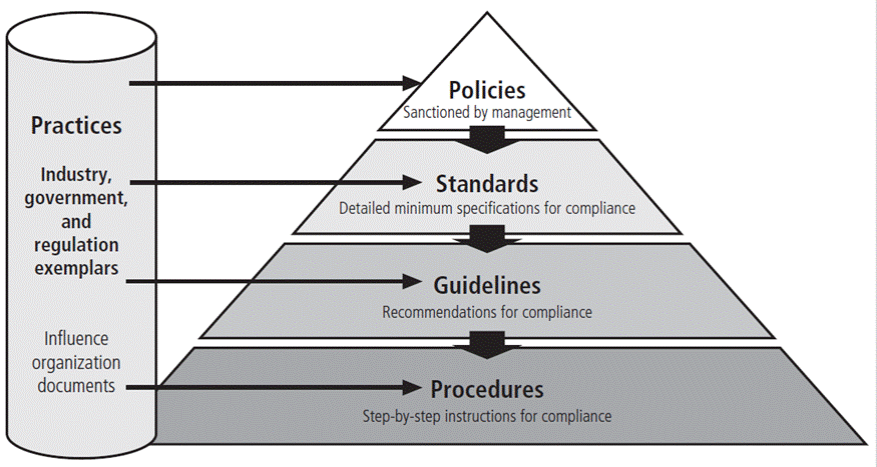 Practices
Industry,
government,
and
regulation
exemplars
Influence
organization
documents
Policies
Sanctioned by management
Standards
Detailed minimum specifications for compliance
Guidelines
Recommendations for compliance
Procedures
Step-by-step instructions for compliance